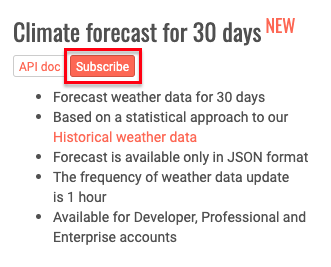 Climate forecast for 30 days NEW
API doc Subscribe
• Forecast weather data for 30 days
• Based on a statistical approach to our
Historical weather data
• Forecast is available only in JSON format
• The frequency of weather data update
is 1 hour
• Available for Developer, Professional and
Enterprise accounts